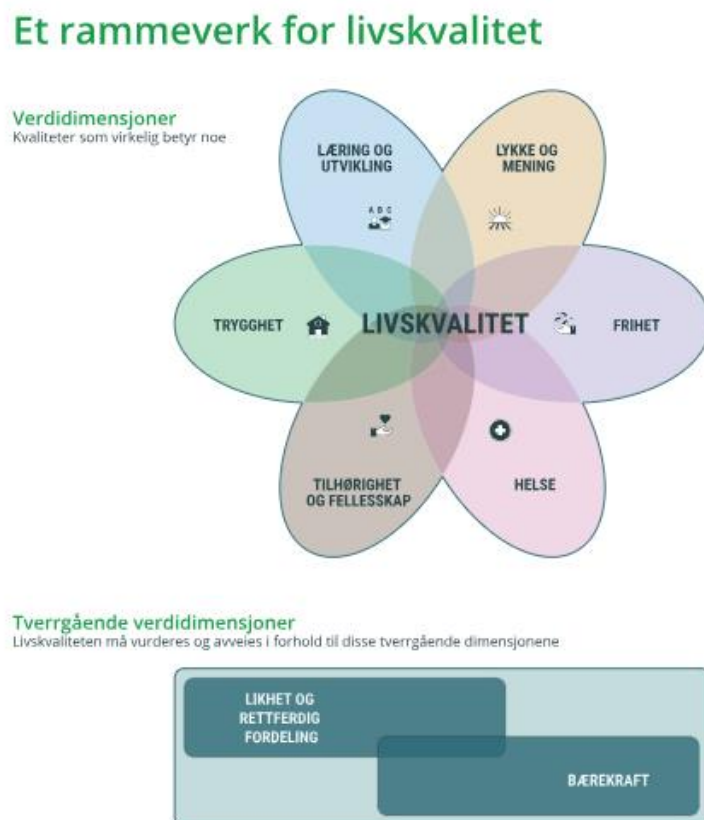 Et rammeverk for livskvalitet
Verdidimensjoner
Kvaliteter som virkelig betyr noe
LÆRING OG
UTVIKLING
LYKKE OG
MENING
A B C
TRYGGHET
LIVSKVALITET
FRIHET
TILHØRIGHET
OG FELLESSKAP
HELSE
Tverrgående verdidimensjoner
Livskvaliteten må vurderes og avveies i forhold til disse tverrgående dimensjonene
LIKHET OG
RETTFERDIG
FORDELING
BÆREKRAFT